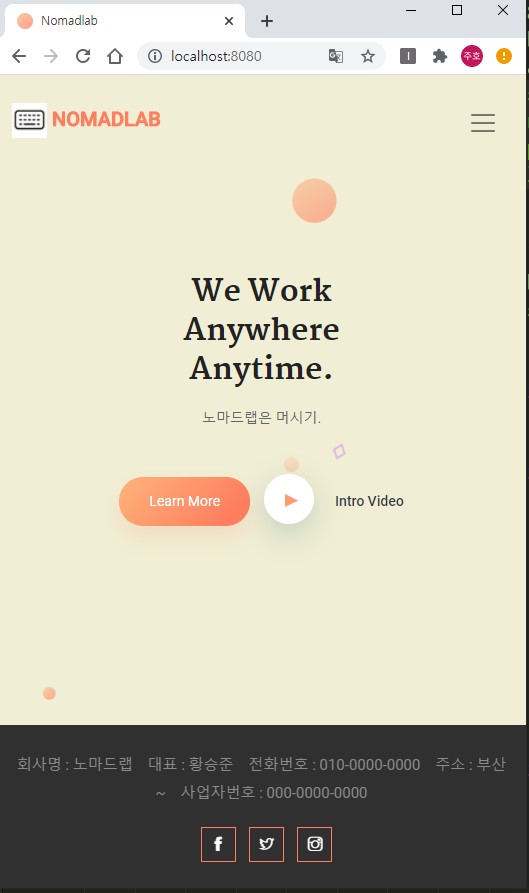 Nomadlab
localhost:8080
주호
NOMADLAB
We Work
Anywhere
Anytime.
노마드랩은 머시기.
Learn More
Intro Video
회사명 : 노마드랩 대표 : 황승준 전화번호 : 010-0000-0000 주소 : 부산
~ 사업자번호 : 000-0000-0000